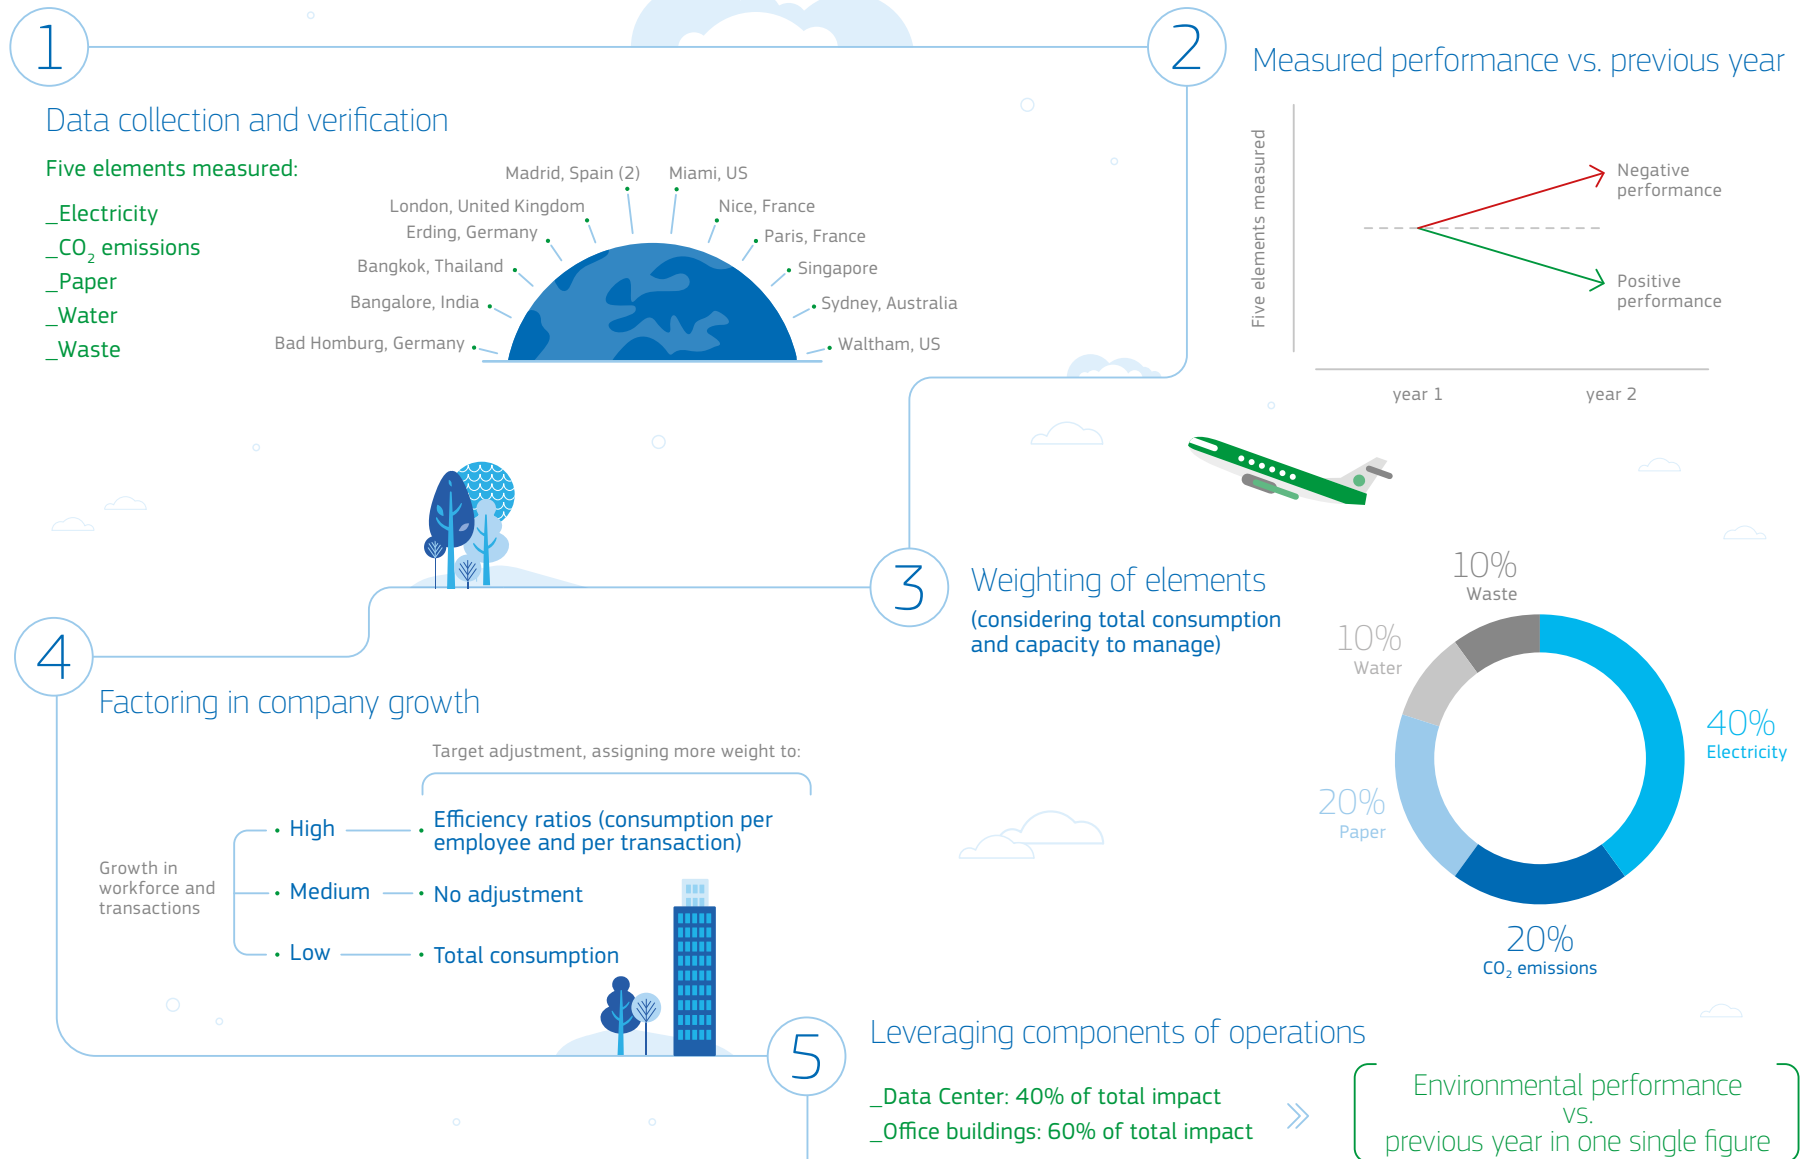 1
Data collection and verification
Five elements measured:
_Electricity
_CO₂ emissions
_Paper
_Water
_Waste
Madrid, Spain (2)
Miami, US
London, United Kingdom
Nice, France
Erding, Germany
Paris, France
Bangkok, Thailand
Singapore
Bangalore, India
Sydney, Australia
Bad Homburg, Germany
Waltham, US
2
Measured performance vs. previous year
Five elements measured
Negative
performance
Positive
performance
year 1
year 2
3
Weighting of elements
(considering total consumption
and capacity to manage)
10%
Waste
10%
Water
40%
Electricity
20%
Paper
20%
CO₂ emissions
4
Factoring in company growth
Target adjustment, assigning more weight to:
Growth in
workforce and
transactions
High
Efficiency ratios (consumption per
employee and per transaction)
Medium
No adjustment
Low
Total consumption
5
Leveraging components of operations
_Data Center: 40% of total impact
_Office buildings: 60% of total impact
Environmental performance
vs.
previous year in one single figure